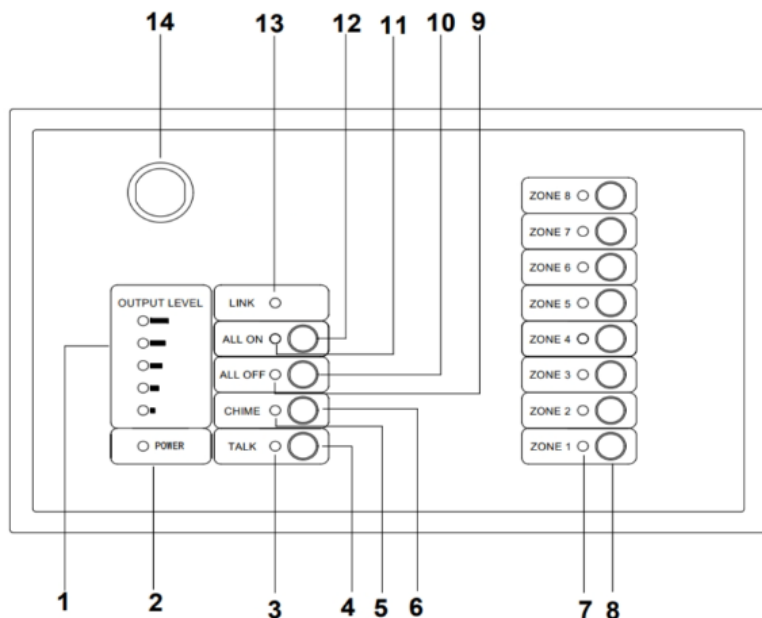 14 13 12 11 10 9
ZONE 8
ZONE 7
ZONE 6
ZONE 5
ZONE 4
ZONE 3
ZONE 2
ZONE 1
OUTPUT LEVEL
POWER
LINK
ALL ON
ALL OFF
CHIME
TALK
1 2 3 4 5 6 7 8